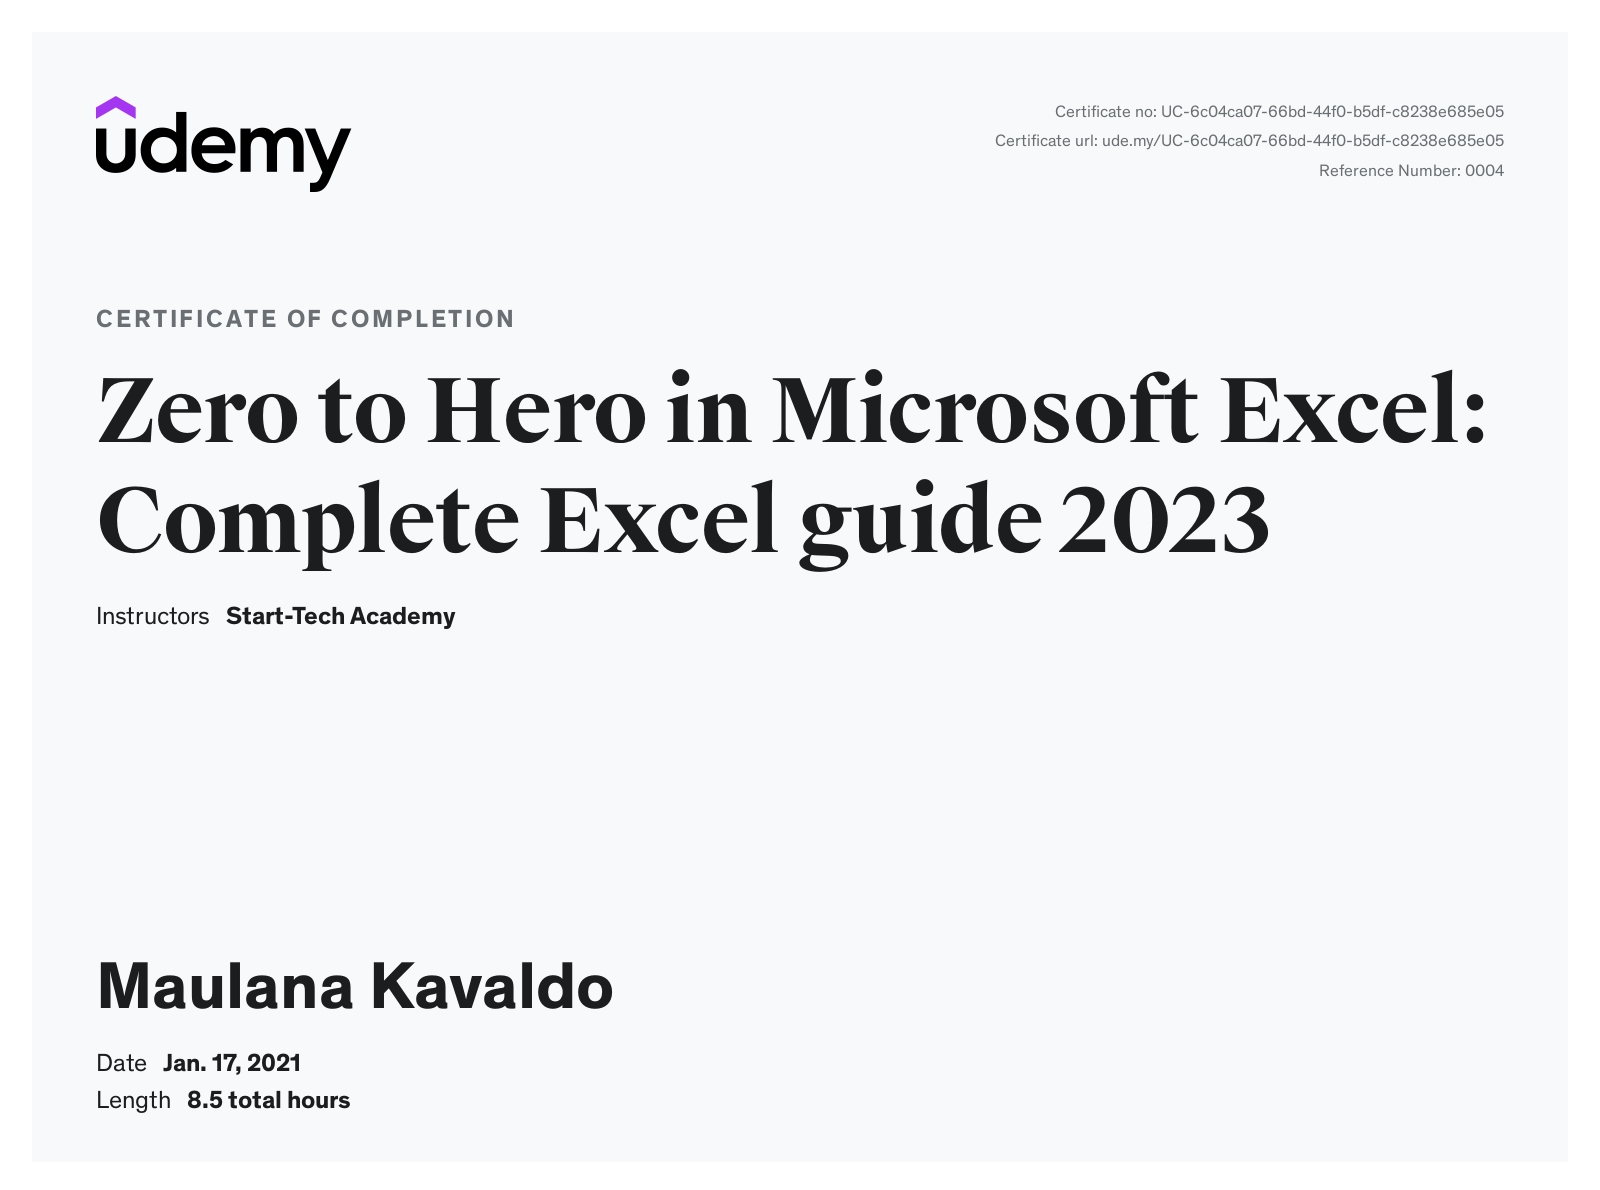 udemy
Certificate no: UC-6c04ca07-66bd-44f0-b5df-c8238e685e05
Certificate url: ude.my/UC-6c04ca07-66bd-44f0-b5df-c8238e685e05
Reference Number: 0004
CERTIFICATE OF COMPLETION
Zero to Hero in Microsoft Excel:
Complete Excel guide 2023
Instructors Start-Tech Academy
Maulana Kavaldo
Date Jan. 17, 2021
Length 8.5 total hours